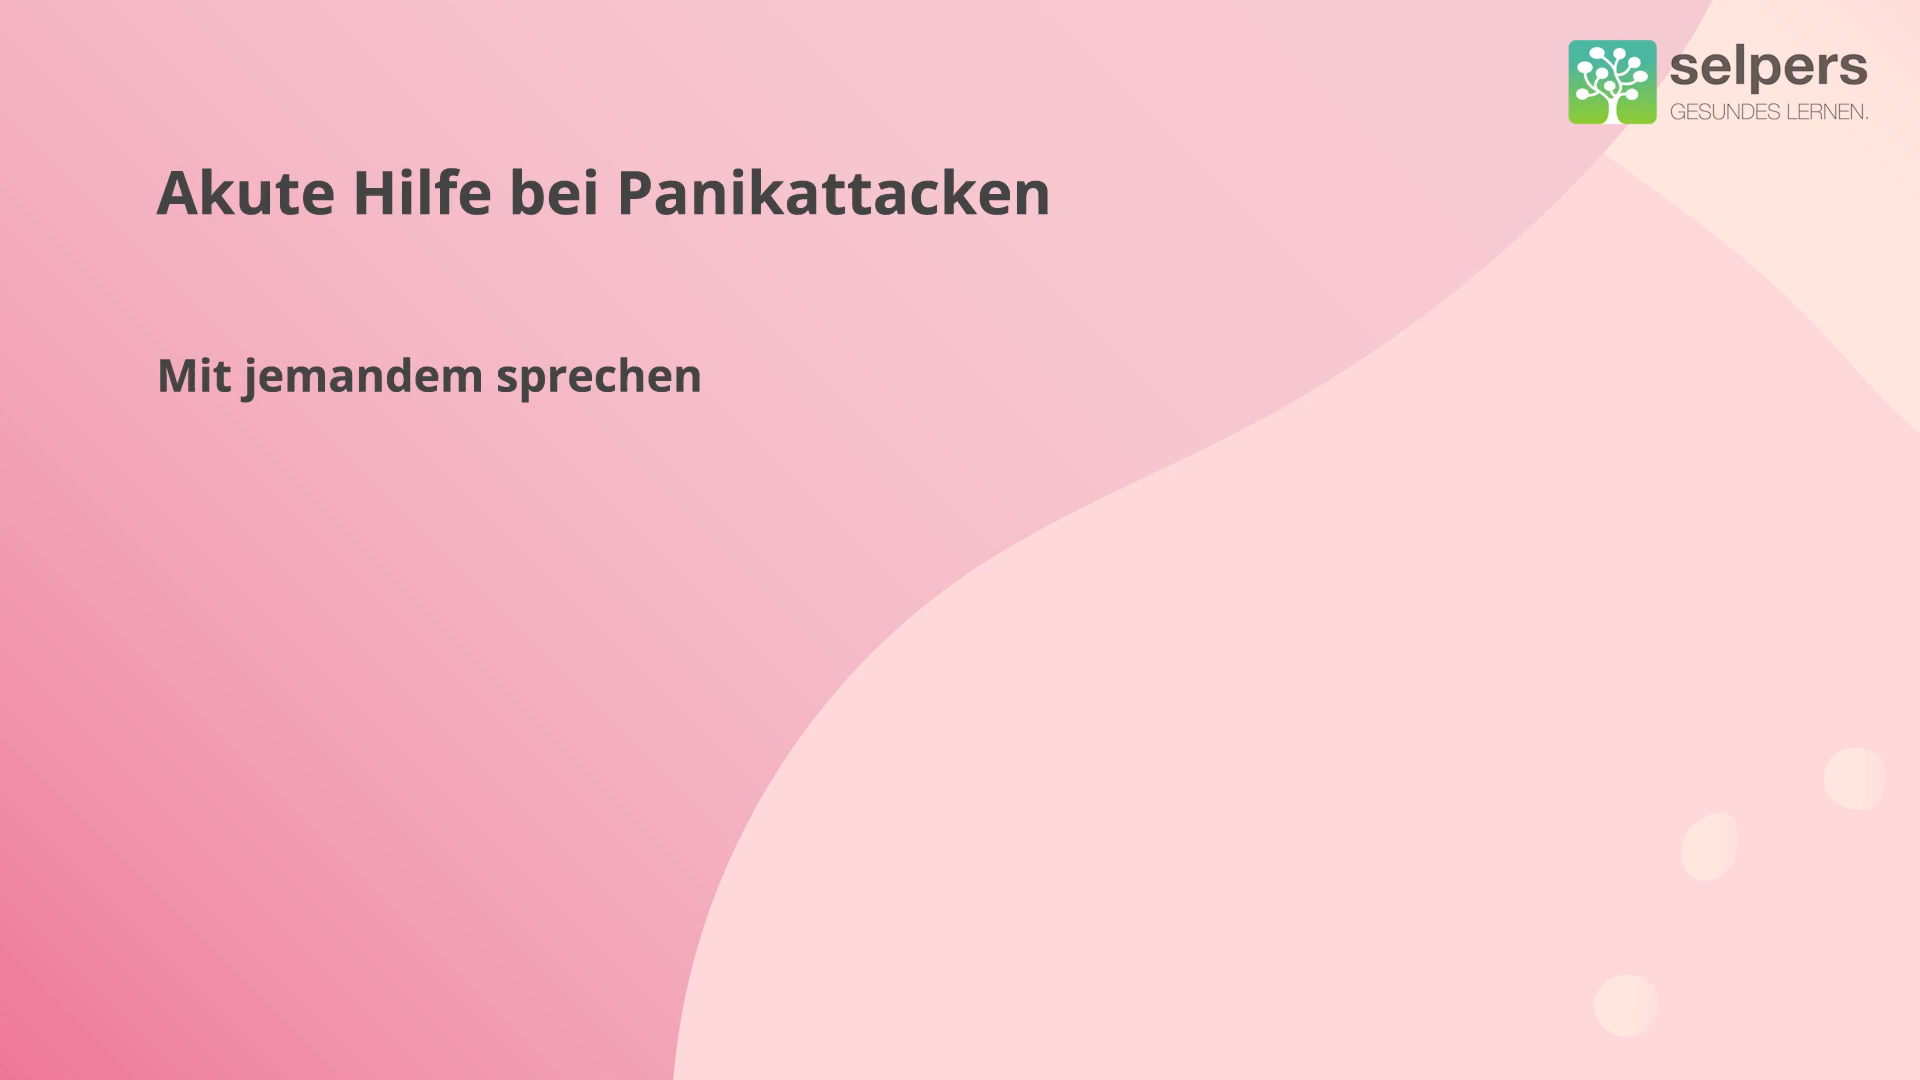 selpers
GESUNDES LERNEN.
Akute Hilfe bei Panikattacken
Mit jemandem sprechen